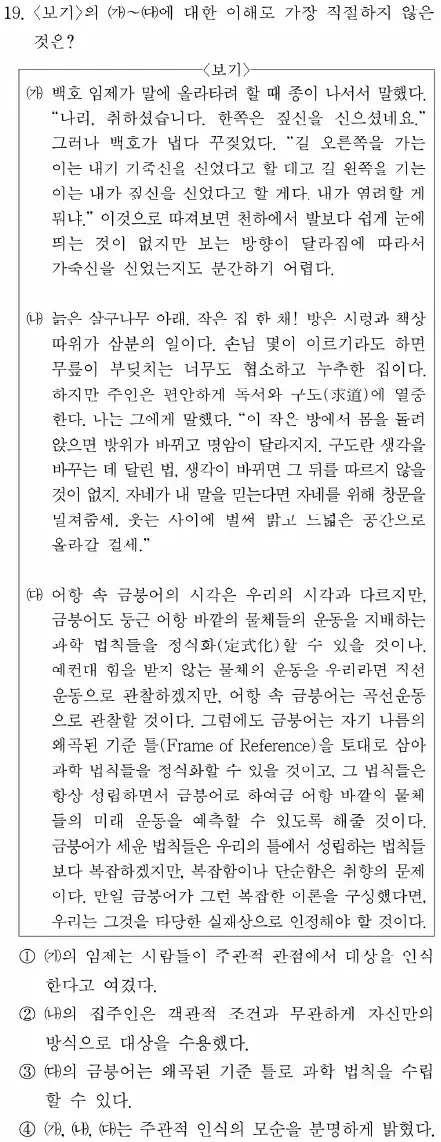 19. <보기>의 ㈎~㈐에 대한 이해로 가장 적절하지 않은
것은?
<보기>
㈎ 백호 임제가 말에 올라타려 할 때 종이 나서서 말했다.
“나리, 취하셨습니다. 한쪽은 짚신을 신으셨네요.”
그러나 백호가 냅다 꾸짖었다. “길 오른쪽을 가는
이는 내가 가죽신을 신었다고 할 테고 길 왼쪽을 가는
이는 내가 짚신을 신었다고 할 게다. 내가 염려할 게
뭐냐.” 이것으로 따져보면 천하에서 발보다 쉽게 눈에
띄는 것이 없지만 보는 방향이 달라짐에 따라서
가죽신을 신었는지도 분간하기 어렵다.
㈏ 늙은 살구나무 아래, 작은 집 한 채! 방은 시렁과 책상
따위가 삼분의 일이다. 손님 몇이 이르기라도 하면
무릎이 부딪치는 너무도 협소하고 누추한 집이다.
하지만 주인은 편안하게 독서와 구도(求道)에 열중
한다. 나는 그에게 말했다. “이 작은 방에서 몸을 돌려
앉으면 방위가 바뀌고 명암이 달라지지. 구도란 생각을
바꾸는 데 달린 법, 생각이 바뀌면 그 뒤를 따르지 않을
것이 없지. 자네가 내 말을 믿는다면 자네를 위해 창문을
밀쳐줌세. 웃는 사이에 벌써 밝고 드넓은 공간으로
올라갈 걸세.”
㈐ 어항 속 금붕어의 시각은 우리의 시각과 다르지만,
금붕어도 둥근 어항 바깥의 물체들의 운동을 지배하는
과학 법칙들을 정식화(定式化)할 수 있을 것이다.
예컨대 힘을 받지 않는 물체의 운동을 우리라면 직선
운동으로 관찰하겠지만, 어항 속 금붕어는 곡선운동
으로 관찰할 것이다. 그럼에도 금붕어는 자기 나름의
왜곡된 기준 틀(Frame of Reference)을 토대로 삼아
과학 법칙들을 정식화할 수 있을 것이고, 그 법칙들은
항상 성립하면서 금붕어로 하여금 어항 바깥의 물체
들의 미래 운동을 예측할 수 있도록 해줄 것이다.
금붕어가 세운 법칙들은 우리의 틀에서 성립하는 법칙들
보다 복잡하겠지만, 복잡함이나 단순함은 취향의 문제
이다. 만일 금붕어가 그런 복잡한 이론을 구성했다면,
우리는 그것을 타당한 실재상으로 인정해야 할 것이다.
① ㈎의 임제는 사람들이 주관적 관점에서 대상을 인식
한다고 여겼다.
② ㈏의 집주인은 객관적 조건과 무관하게 자신만의
방식으로 대상을 수용했다.
③ ㈐의 금붕어는 왜곡된 기준 틀로 과학 법칙을 수립
할 수 있다.
④ ㈎, ㈏, ㈐는 주관적 인식의 모순을 분명하게 밝혔다.